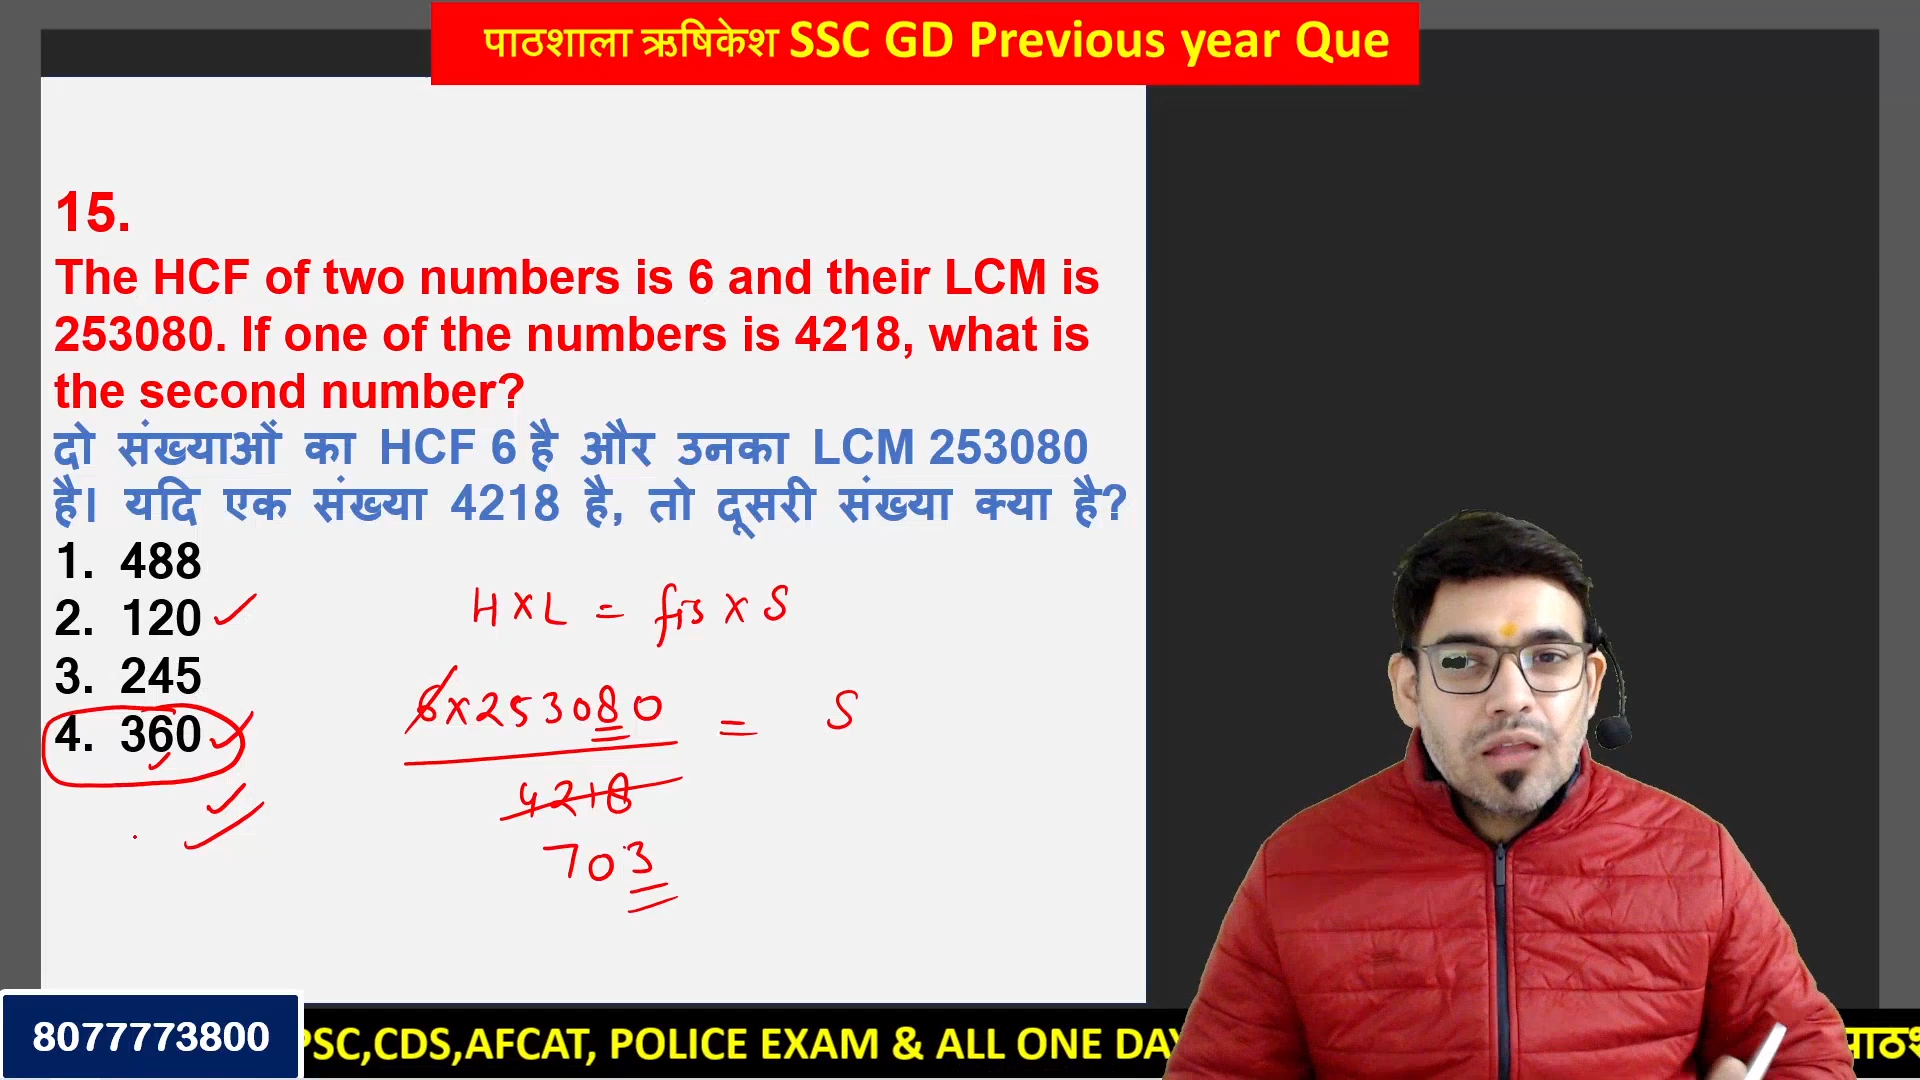 पाठशाला ऋषिकेश SSC GD Previous year Que
15.
The HCF of two numbers is 6 and their LCM is
253080. If one of the numbers is 4218, what is
the second number?
दो संख्याओं का HCF 6 है और उनका LCM 253080
है। यदि एक संख्या 4218 है, तो दूसरी संख्या क्या है?
1. 488
2. 120
3. 245
4. 360
H X L = fis x S
6x253080 = S
4218
703
8077773800
PSC,CDS,AFCAT, POLICE EXAM & ALL ONE DAY